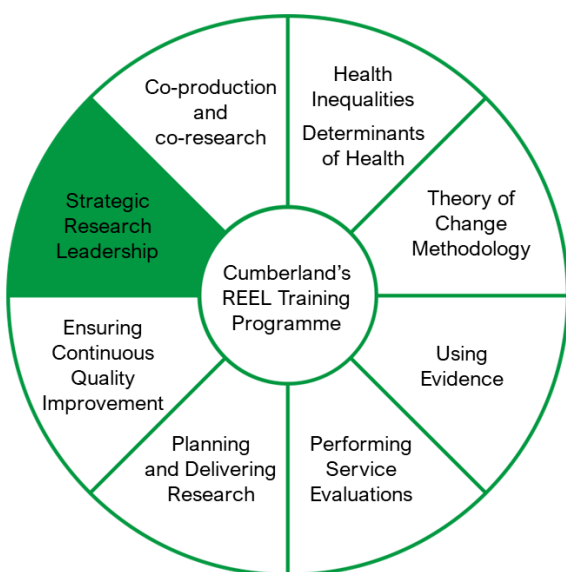 Health
Inequalities
Determinants
of Health
Theory of
Change
Methodology
Using
Evidence
Performing
Service
Evaluations
Planning
and Delivering
Research
Ensuring
Continuous
Quality
Improvement
Strategic
Research
Leadership
Co-production
and
co-research
Cumberland’s
REEL Training
Programme